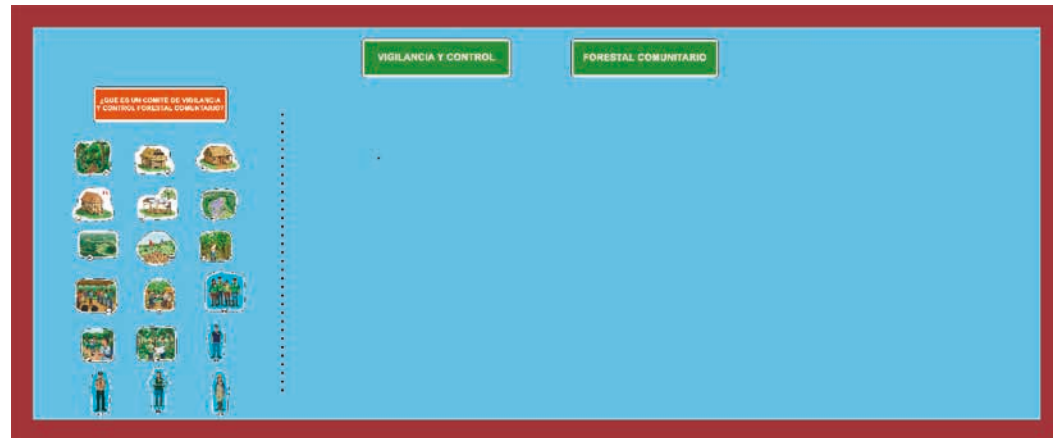 VIGILANCIA Y CONTROL
FORESTAL COMUNITARIO
¿QUÉ ES UN COMITÉ DE VIGILANCIA
Y CONTROL FORESTAL COMUNITARIO?